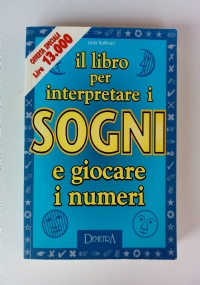 OFFERTA SPECIALE
Lire 13.000
il libro
per
interpretare i
SOGNI
e giocare
i numeri
DEMETRA